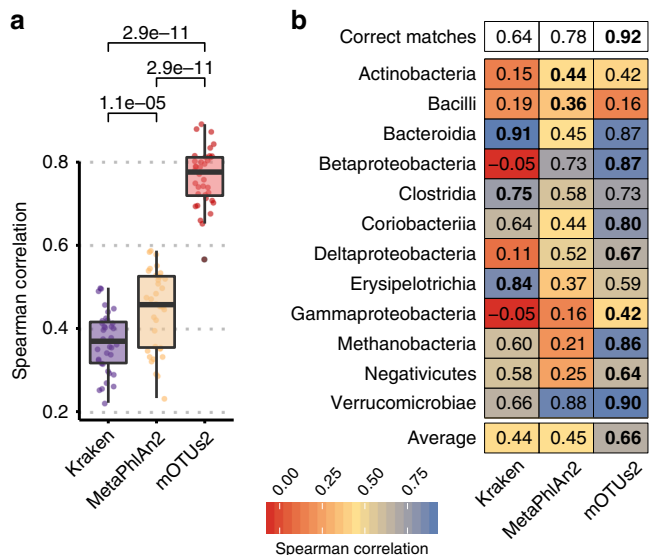 a
2.9e−11
2.9e−11
1.1e−05
0.8
0.6
0.4
0.2
Spearman correlation
Kraken
MetaPhlAn2
mOTUs2
b
Correct matches 0.64 0.78 0.92
Actinobacteria 0.15 0.44 0.42
Bacilli 0.19 0.36 0.16
Bacteroidia 0.91 0.45 0.87
Betaproteobacteria −0.05 0.73 0.87
Clostridia 0.75 0.58 0.73
Coriobacteriia 0.64 0.44 0.80
Deltaproteobacteria 0.11 0.52 0.67
Erysipelotrichia 0.84 0.37 0.59
Gammaproteobacteria −0.05 0.16 0.42
Methanobacteria 0.60 0.21 0.86
Negativicutes 0.58 0.25 0.64
Verrucomicrobiae 0.66 0.88 0.90
Average 0.44 0.45 0.66
Kraken
MetaPhlAn2
mOTUs2
0.00 0.25 0.50 0.75
Spearman correlation